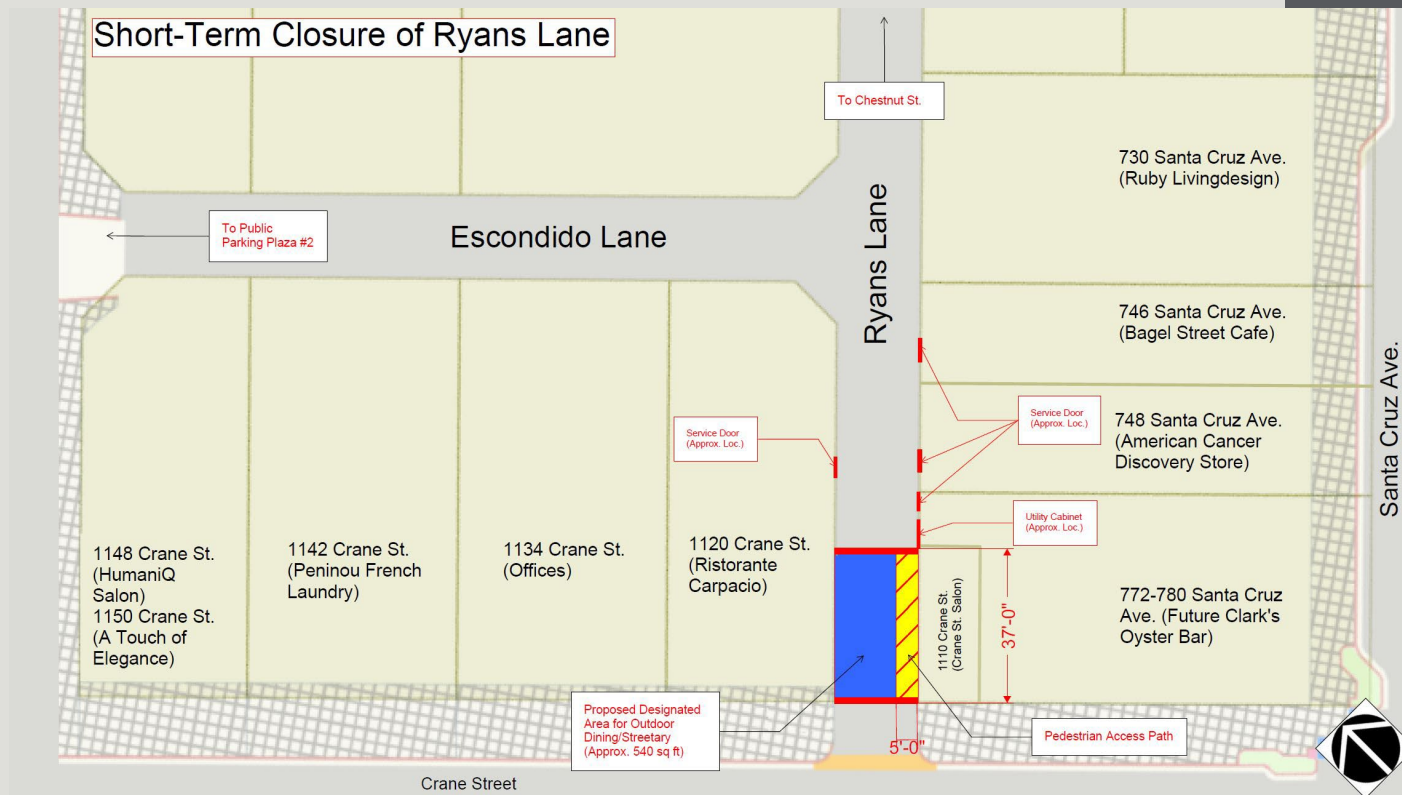 Short-Term Closure of Ryans Lane
To Chestnut St.
730 Santa Cruz Ave.
(Ruby Livingdesign)
Ryans Lane
To Public
Parking Plaza #2
Escondido Lane
746 Santa Cruz Ave.
(Bagel Street Cafe)
Santa Cruz Ave.
Service Door
(Approx. Loc.)
Service Door
(Approx. Loc.)
748 Santa Cruz Ave.
(American Cancer
Discovery Store)
Utility Cabinet
(Approx. Loc.)
1148 Crane St.
(HumaniQ
Salon)
1150 Crane St.
(A Touch of
Elegance)
1142 Crane St.
(Peninou French
Laundry)
1134 Crane St.
(Offices)
1120 Crane St.
(Ristorante
Carpacio)
1110 Crane St.
(Crane St. Salon)
37'-0"
772-780 Santa Cruz
Ave. (Future Clark's
Oyster Bar)
Proposed Designated
Area for Outdoor
Dining/Streetary
(Approx. 540 sq ft)
5'-0"
Pedestrian Access Path
Crane Street